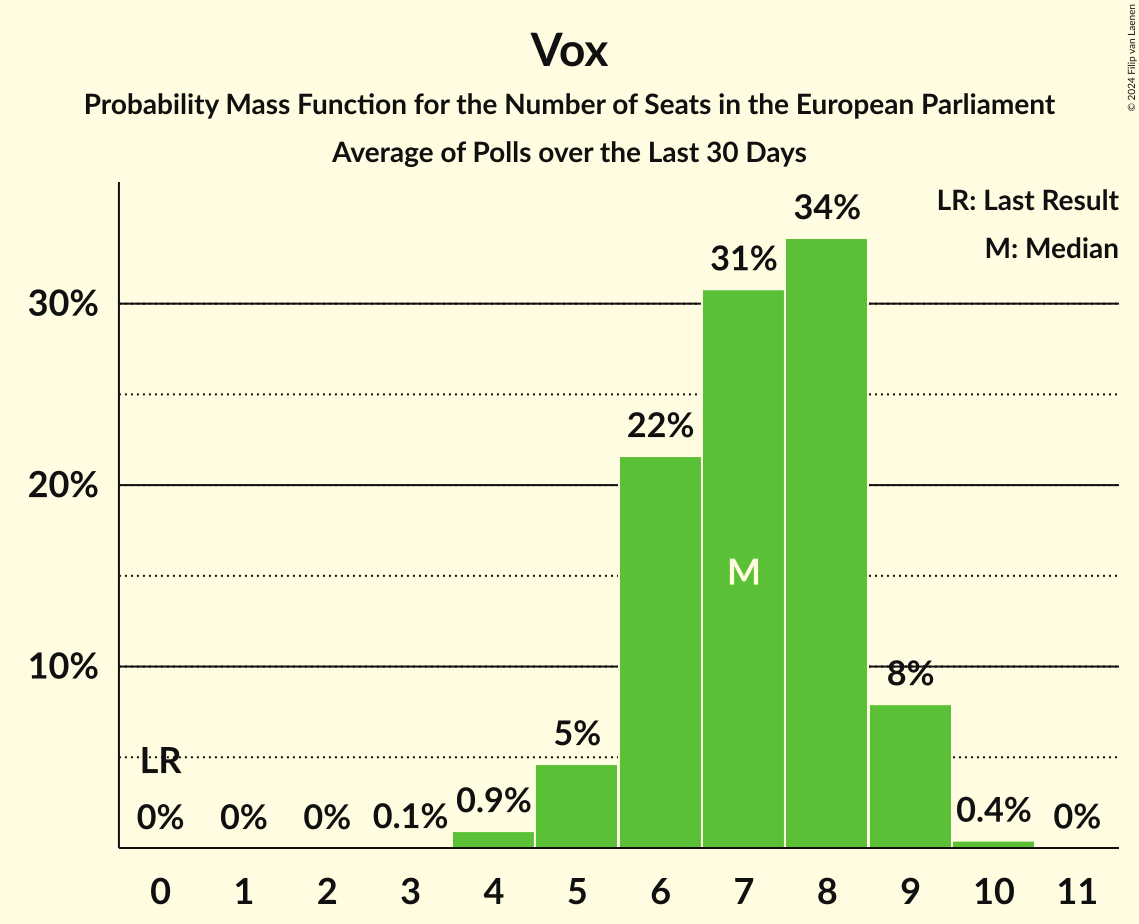 Vox
Probability Mass Function for the Number of Seats in the European Parliament
Average of Polls over the Last 30 Days
© 2024 Filip van Laenen
LR: Last Result
M: Median
30%
20%
10%
LR
0%
0%
0%
0.1%
0.9%
5%
22%
31%
M
34%
8%
0.4%
0%
0 1 2 3 4 5 6 7 8 9 10 11